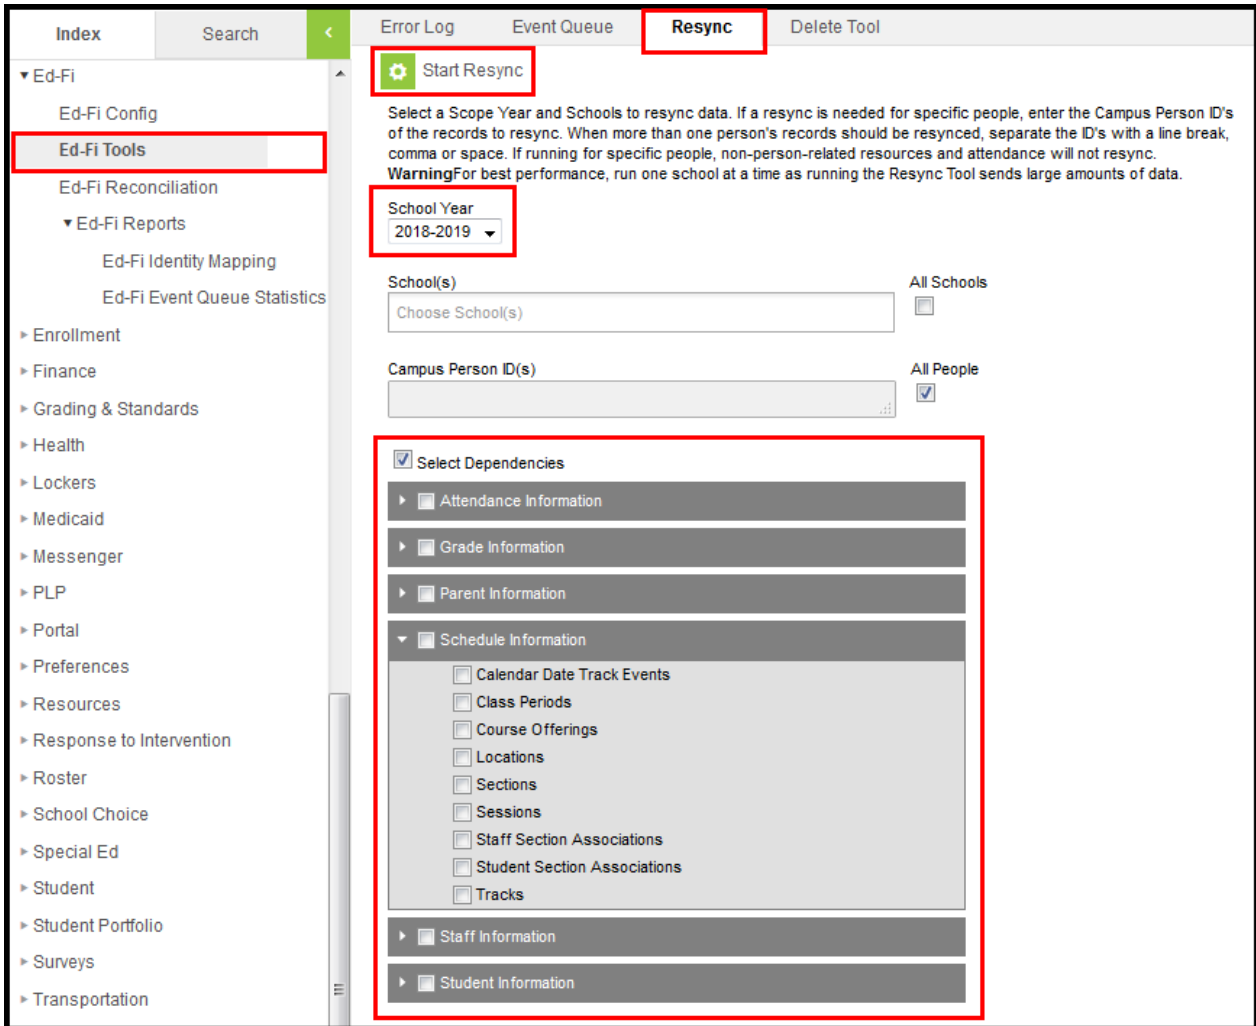 Index
Search
Ed-Fi
Ed-Fi Config
Ed-Fi Tools
Ed-Fi Reconciliation
Ed-Fi Reports
Ed-Fi Identity Mapping
Ed-Fi Event Queue Statistics
Enrollment
Finance
Grading & Standards
Health
Lockers
Medicaid
Messenger
PLP
Portal
Preferences
Resources
Response to Intervention
Roster
School Choice
Special Ed
Student
Student Portfolio
Surveys
Transportation
Error Log
Event Queue
Resync
Delete Tool
Start Resync
Select a Scope Year and Schools to resync data. If a resync is needed for specific people, enter the Campus Person ID's
of the records to resync. When more than one person's records should be resynced, separate the ID's with a line break,
comma or space. If running for specific people, non-person-related resources and attendance will not resync.
WarningFor best performance, run one school at a time as running the Resync Tool sends large amounts of data.
School Year
2018-2019
School(s)
All Schools
Choose School(s)
Campus Person ID(s)
All People
Select Dependencies
Attendance Information
Grade Information
Parent Information
Schedule Information
Calendar Date Track Events
Class Periods
Course Offerings
Locations
Sections
Sessions
Staff Section Associations
Student Section Associations
Tracks
Staff Information
Student Information